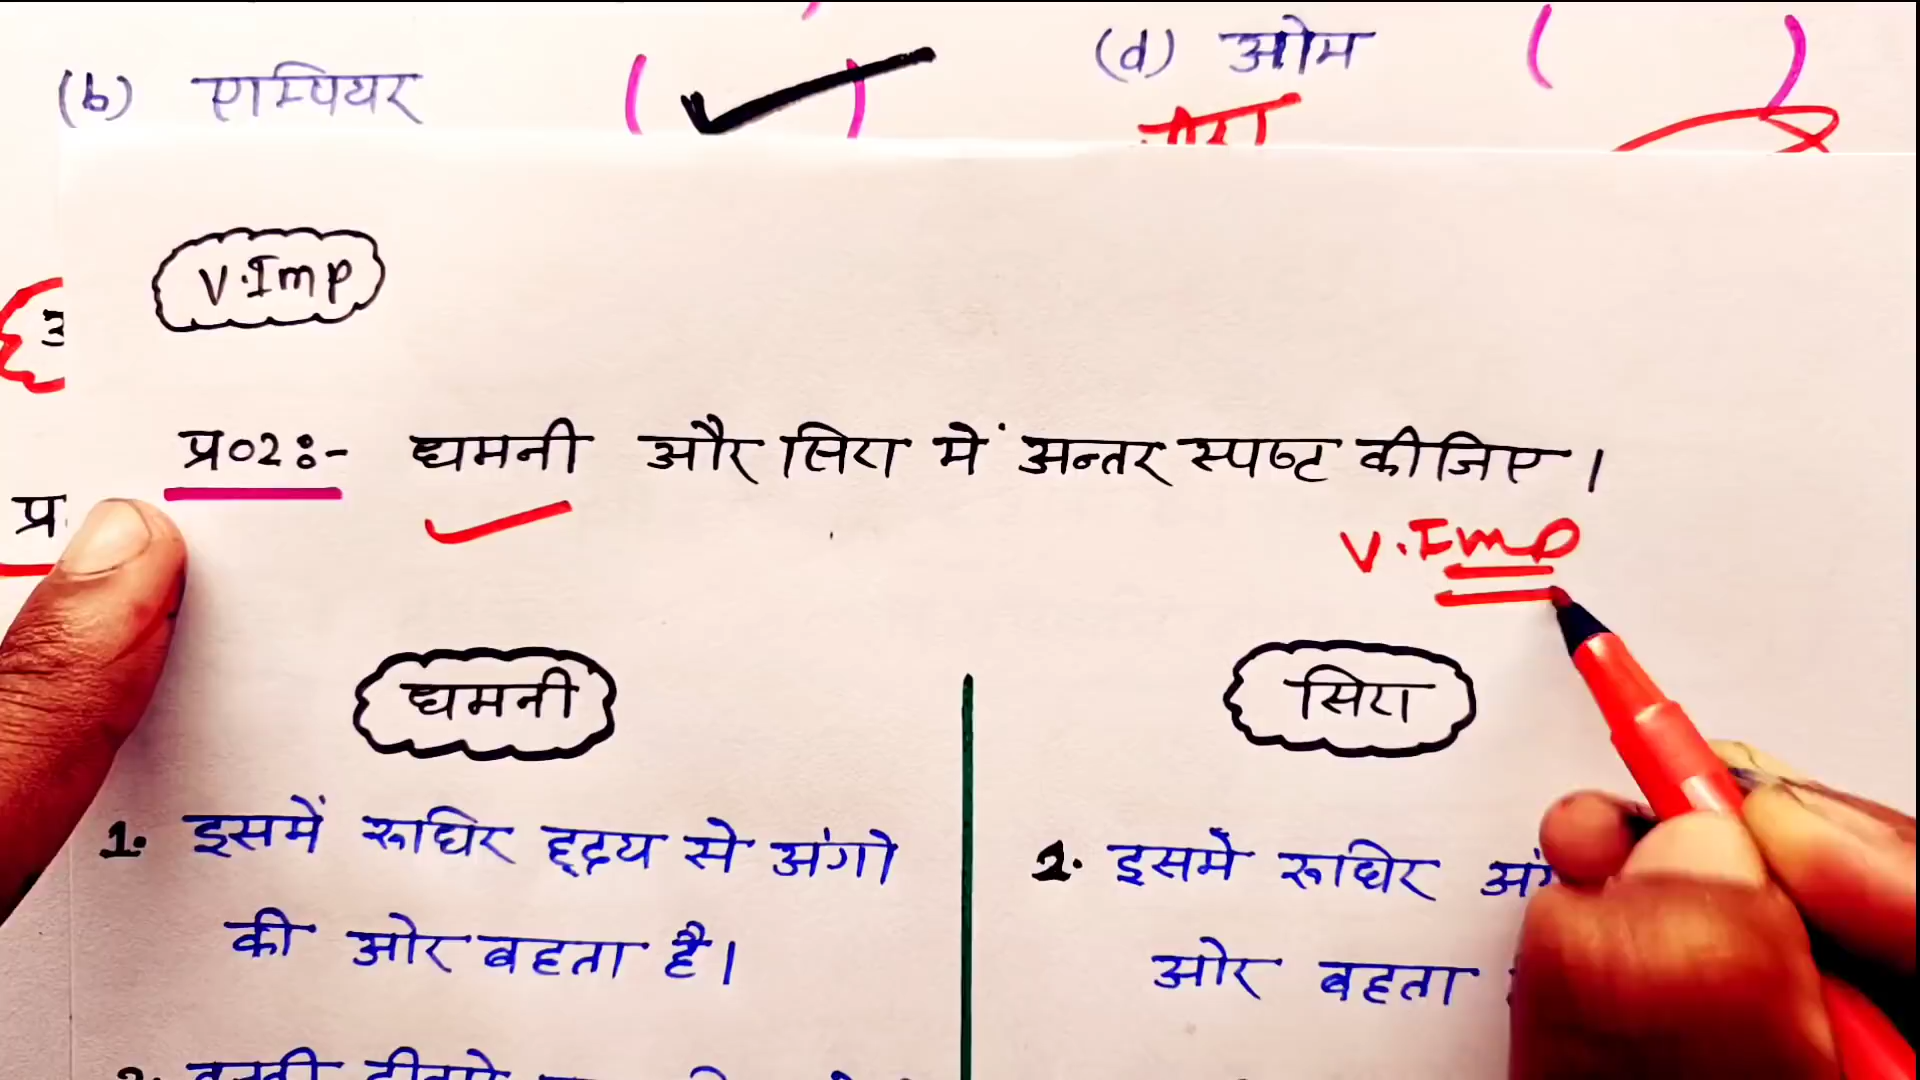 (b) एम्पियर
(d) ओम
V.Imp
प्र०2:- धमनी और सिरा में अन्तर स्पष्ट कीजिए।
V.Imp
धमनी
सिरा
1. इसमें रूधिर हृदय से अंगो
की ओर बहता है।
1. इसमे रूधिर
ओर बहता
प्र